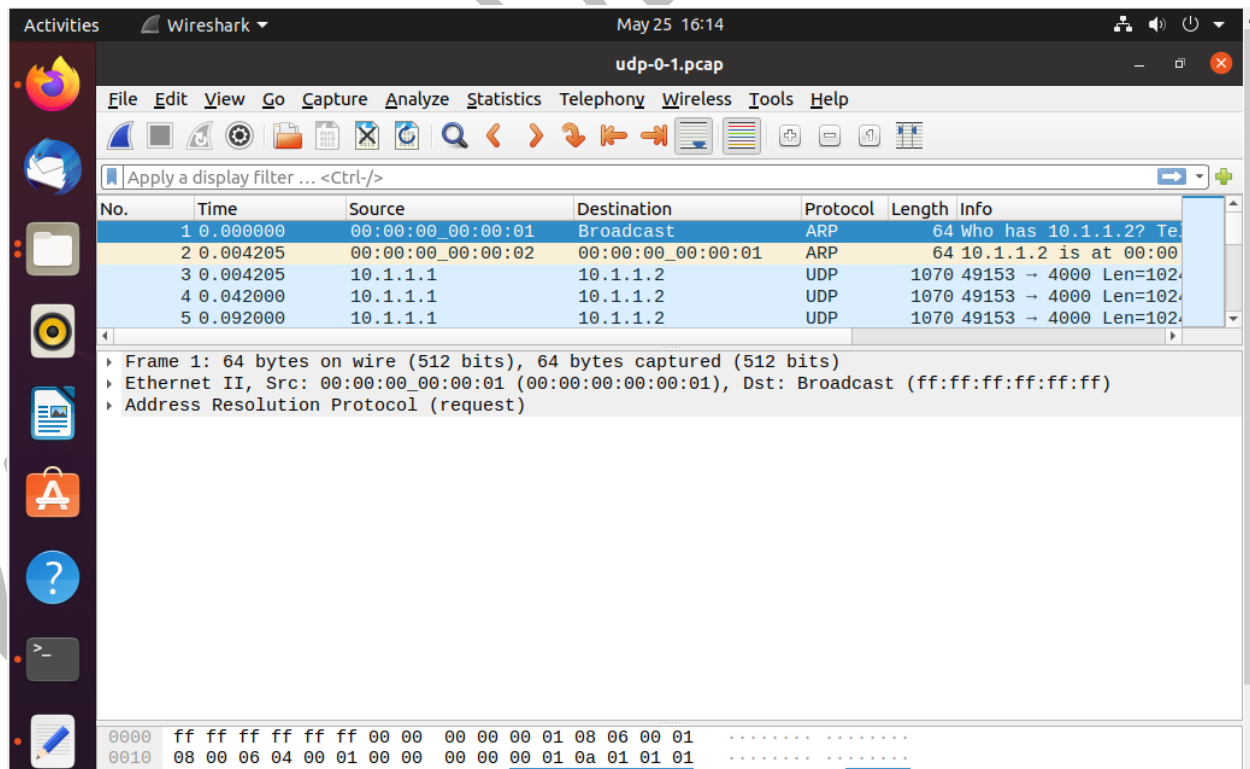 Activities Wireshark May 25 16:14
udp-0-1.pcap
File Edit View Go Capture Analyze Statistics Telephony Wireless Tools Help
Apply a display filter … <Ctrl-/>
No. Time Source Destination Protocol Length Info
1 0.000000 00:00:00_00:00:01 Broadcast ARP 64 Who has 10.1.1.2? Te
2 0.004205 00:00:00_00:00:02 00:00:00_00:00:01 ARP 64 10.1.1.2 is at 00:00
3 0.004205 10.1.1.1 10.1.1.2 UDP 1070 49153 → 4000 Len=1024
4 0.042000 10.1.1.1 10.1.1.2 UDP 1070 49153 → 4000 Len=1024
5 0.092000 10.1.1.1 10.1.1.2 UDP 1070 49153 → 4000 Len=1024
Frame 1: 64 bytes on wire (512 bits), 64 bytes captured (512 bits)
Ethernet II, Src: 00:00:00_00:00:01 (00:00:00:00:00:01), Dst: Broadcast (ff:ff:ff:ff:ff:ff)
Address Resolution Protocol (request)
0000 ff ff ff ff ff ff 00 00 00 00 00 01 08 06 00 01 ········ ········
0010 08 00 06 04 00 01 00 00 00 00 00 01 0a 01 01 01 ········ ········